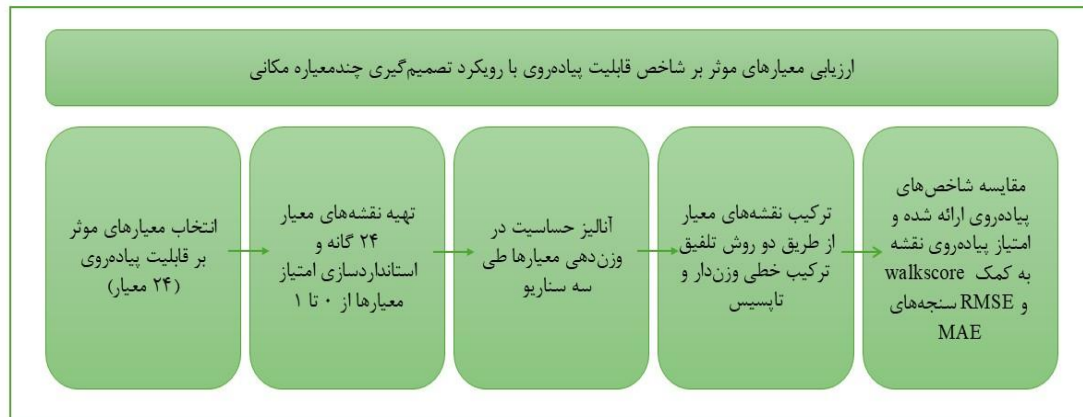 ارزیابی معیارهای موثر بر شاخص قابلیت پیاده‌روی با رویکرد تصمیم‌گیری چندمعیاره مکانی
انتخاب معیارهای موثر
بر قابلیت پیاده‌روی
(۲۴ معیار)
تهیه نقشه‌های معیار
۲۴ گانه و
استانداردسازی امتیاز
معیارها از ۰ تا ۱
آنالیز حساسیت در
وزن‌دهی معیارها طی
سه سناریو
ترکیب نقشه‌های معیار
از طریق دو روش تلفیق
ترکیب خطی وزن‌دار و
تاپسیس
مقایسه شاخص‌های
پیاده‌روی ارائه شده و
امتیاز پیاده‌روی نقشه
walkscore به کمک
سنجه‌های RMSE و
MAE